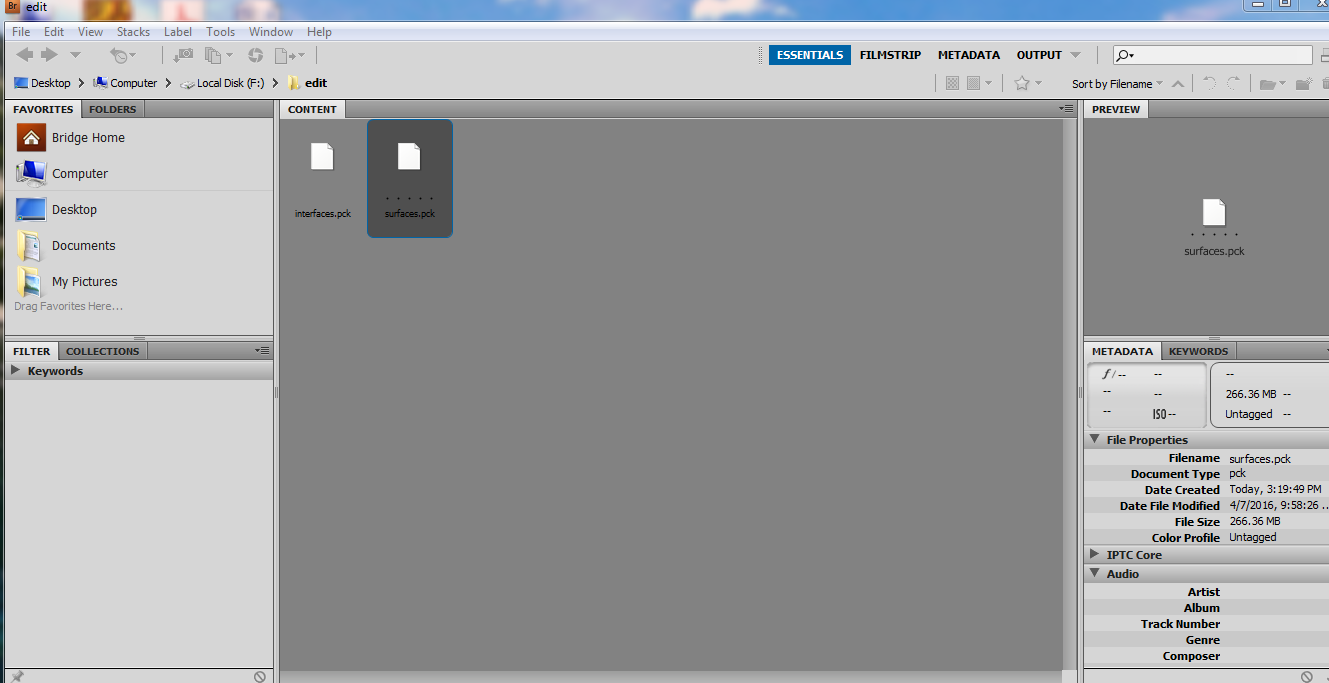 Br edit
File Edit View Stacks Label Tools Window Help
ESSENTIALS FILMSTRIP METADATA OUTPUT
Desktop Computer Local Disk (F:) edit
Sort by Filename
FAVORITES FOLDERS
Bridge Home
Computer
Desktop
Documents
My Pictures
Drag Favorites Here...
FILTER COLLECTIONS
Keywords
CONTENT
interfaces.pck
. . . . .
surfaces.pck
PREVIEW
. . . . .
surfaces.pck
METADATA KEYWORDS
f/-- --
-- --
-- ISO --
--
266.36 MB --
Untagged --
File Properties
Filename surfaces.pck
Document Type pck
Date Created Today, 3:19:49 PM
Date File Modified 4/7/2016, 9:58:26 ..
File Size 266.36 MB
Color Profile Untagged
IPTC Core
Audio
Artist
Album
Track Number
Genre
Composer